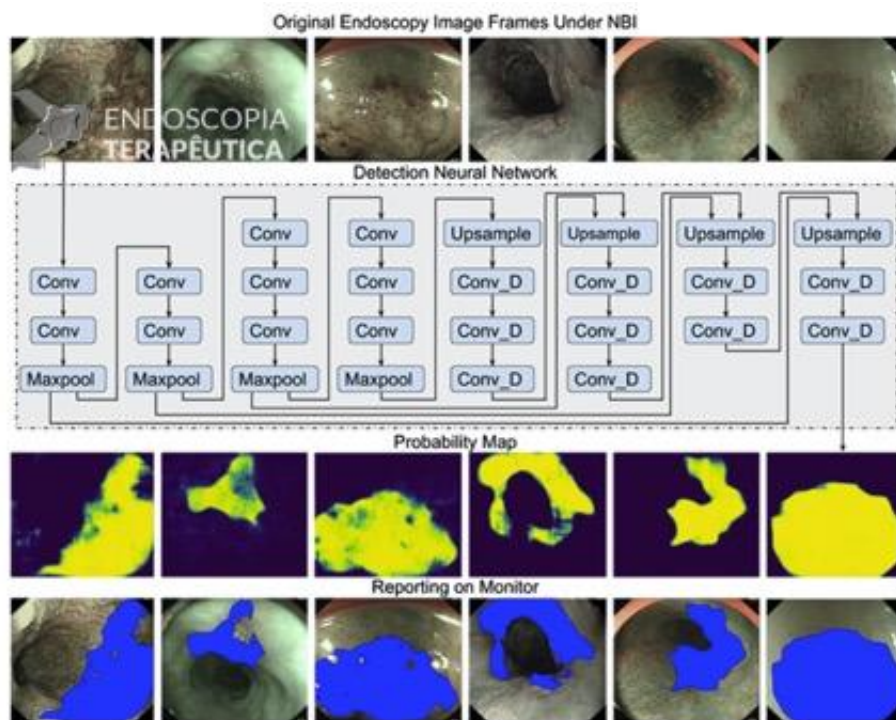 Original Endoscopy Image Frames Under NBI
ENDOSCOPIA
TERAPÊUTICA
Detection Neural Network
Conv Conv Upsample Upsample Upsample Upsample
Conv Conv Conv Conv Conv_D Conv_D Conv_D Conv_D
Conv Conv Conv Conv Conv_D Conv_D Conv_D Conv_D
Maxpool Maxpool Maxpool Maxpool Conv_D Conv_D
Probability Map
Reporting on Monitor